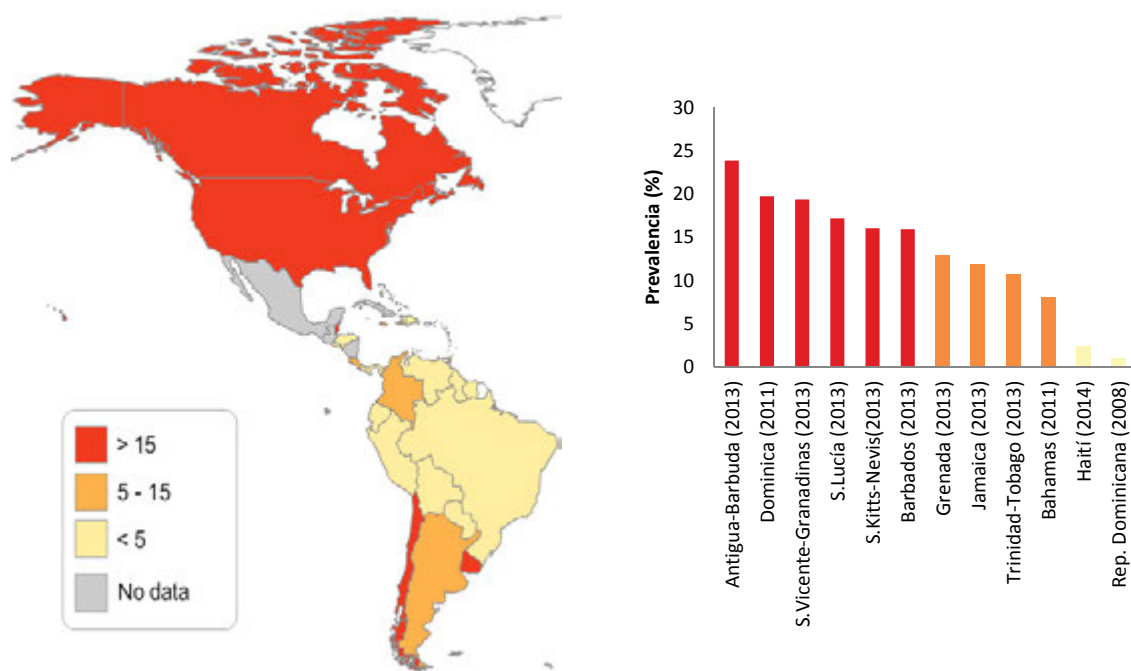 > 15
5 - 15
< 5
No data
Prevalencia (%)
30
25
20
15
10
5
0
Antigua-Barbuda (2013)
Dominica (2011)
S.Vicente-Granadinas (2013)
S.Lucía (2013)
S.Kitts-Nevis(2013)
Barbados (2013)
Grenada (2013)
Jamaica (2013)
Trinidad-Tobago (2013)
Bahamas (2011)
Haití (2014)
Rep. Dominicana (2008)